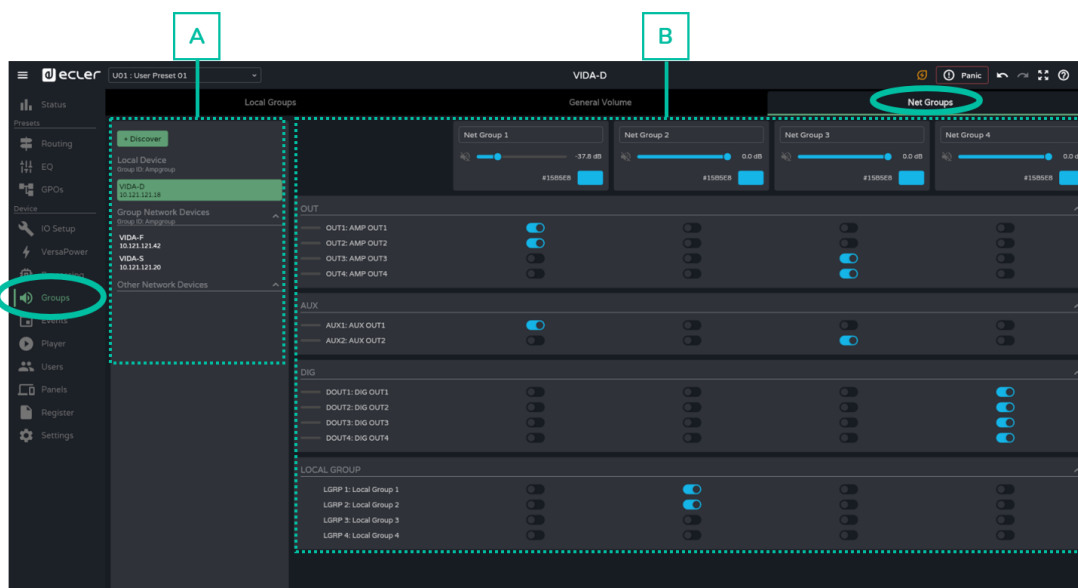 A
B
ecler
U01 : User Preset 01
VIDA-D
Panic
Local Groups
General Volume
Net Groups
Status
Presets
Routing
EQ
GPOs
Device
IO Setup
VersaPower
Groups
Events
Player
Users
Panels
Register
Settings
+ Discover
Local Device
Group ID: Ampgroup
VIDA-D
10.121.121.18
Group Network Devices
Group ID: Ampgroup
VIDA-F
10.121.121.42
VIDA-S
10.121.121.20
Other Network Devices
Net Group 1
Net Group 2
Net Group 3
Net Group 4
-37.8 dB
0.0 dB
0.0 dB
0.0 d
#15B5E8
#15B5E8
#15B5E8
#15B5E8
OUT
OUT1: AMP OUT1
OUT2: AMP OUT2
OUT3: AMP OUT3
OUT4: AMP OUT4
AUX
AUX1: AUX OUT1
AUX2: AUX OUT2
DIG
DOUT1: DIG OUT1
DOUT2: DIG OUT2
DOUT3: DIG OUT3
DOUT4: DIG OUT4
LOCAL GROUP
LGRP 1: Local Group 1
LGRP 2: Local Group 2
LGRP 3: Local Group 3
LGRP 4: Local Group 4